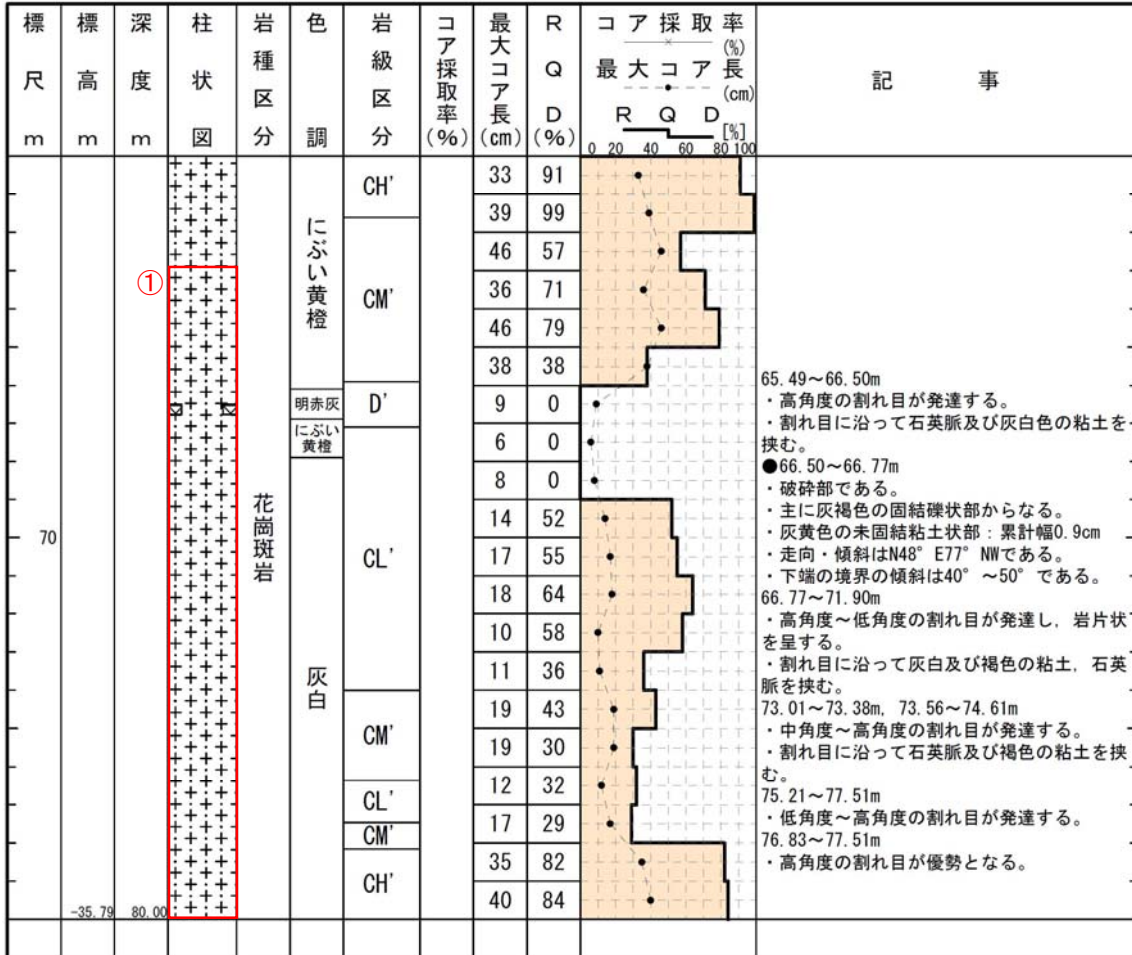 標尺 m
標高 m
深度 m
柱状図
岩種区分
色調
岩級区分
コア採取率(%)
最大コア長(cm)
RQD(%)
コア採取率
(%)
最大コア長
(cm)
RQD
[%]
0 20 40 60 80 100
記事
①
70
-35.79 80.00
花崗斑岩
にぶい黄橙
明赤灰
にぶい
黄橙
灰白
CH'
CM'
D'
CL'
CM'
CL'
CM'
CH'
33 91
39 99
46 57
36 71
46 79
38 38
9 0
6 0
8 0
14 52
17 55
18 64
10 58
11 36
19 43
19 30
12 32
17 29
35 82
40 84
65.49～66.50m
・高角度の割れ目が発達する。
・割れ目に沿って石英脈及び灰白色の粘土を
挟む。
●66.50～66.77m
・破砕部である。
・主に灰褐色の固結礫状部からなる。
・灰黄色の未固結粘土状部：累計幅0.9cm
・走向・傾斜はN48°E77°NWである。
・下端の境界の傾斜は40°～50°である。
66.77～71.90m
・高角度～低角度の割れ目が発達し，岩片状
を呈する。
・割れ目に沿って灰白及び褐色の粘土，石英
脈を挟む。
73.01～73.38m，73.56～74.61m
・中角度～高角度の割れ目が発達する。
・割れ目に沿って石英脈及び褐色の粘土を挟
む。
75.21～77.51m
・低角度～高角度の割れ目が発達する。
76.83～77.51m
・高角度の割れ目が優勢となる。